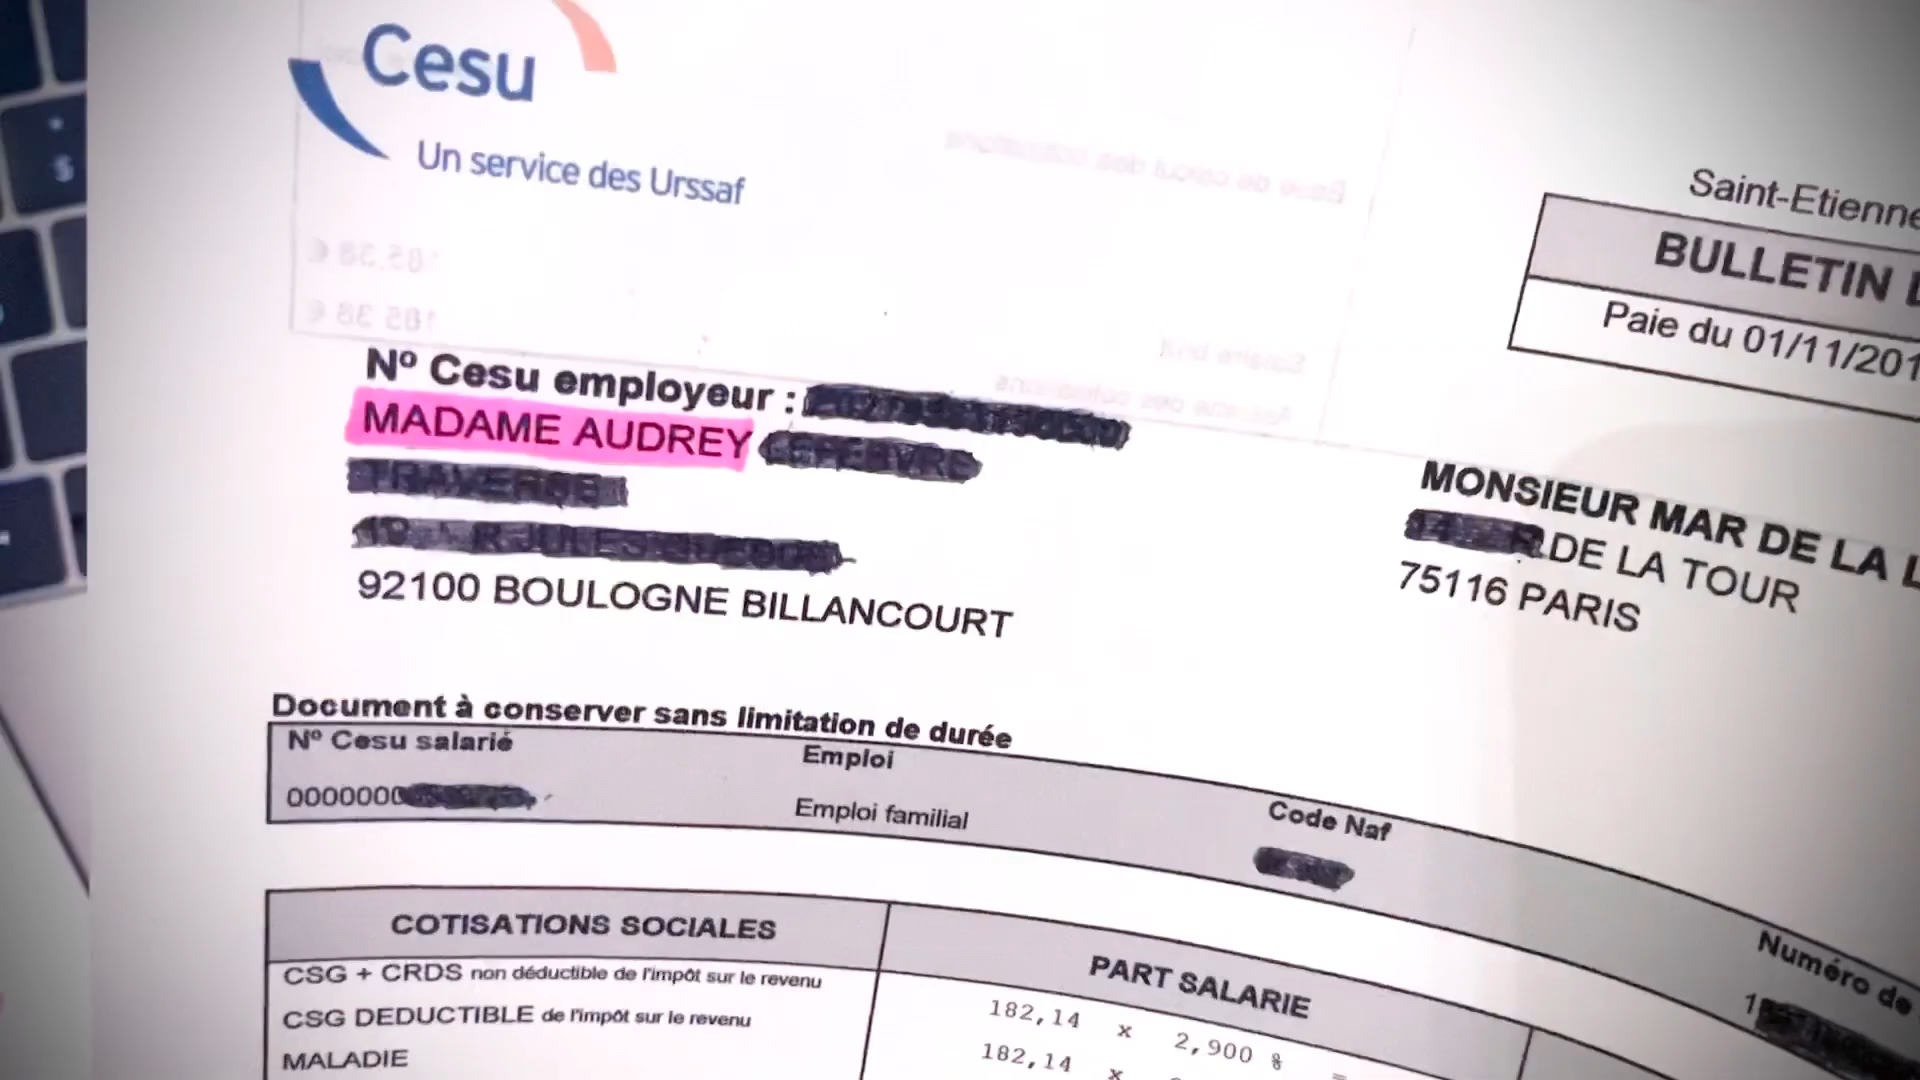 Cesu
Un service des Urssaf
Saint-Etienne
BULLETIN
Paie du 01/11/201
Nº Cesu employeur :
MADAME AUDREY
92100 BOULOGNE BILLANCOURT
MONSIEUR MAR DE LA L
DE LA TOUR
75116 PARIS
Document à conserver sans limitation de durée
Nº Cesu salarié
Emploi
Code Naf
0000000
Emploi familial
Numéro de
1
COTISATIONS SOCIALES
PART SALARIE
CSG + CRDS non déductible de l'impôt sur le revenu
182,14 x 2,900 % =
CSG DEDUCTIBLE de l'impôt sur le revenu
182,14 x
MALADIE